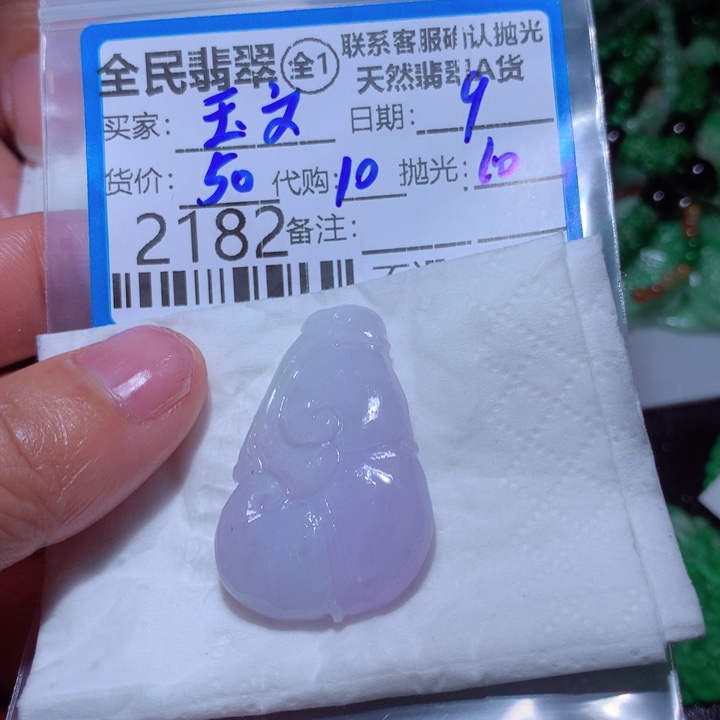 全民翡翠 全1 联系客服确认抛光
天然翡翠A货
买家: 玉文 日期: 9
货价: 50 代购: 10 抛光: 60
2182 备注: